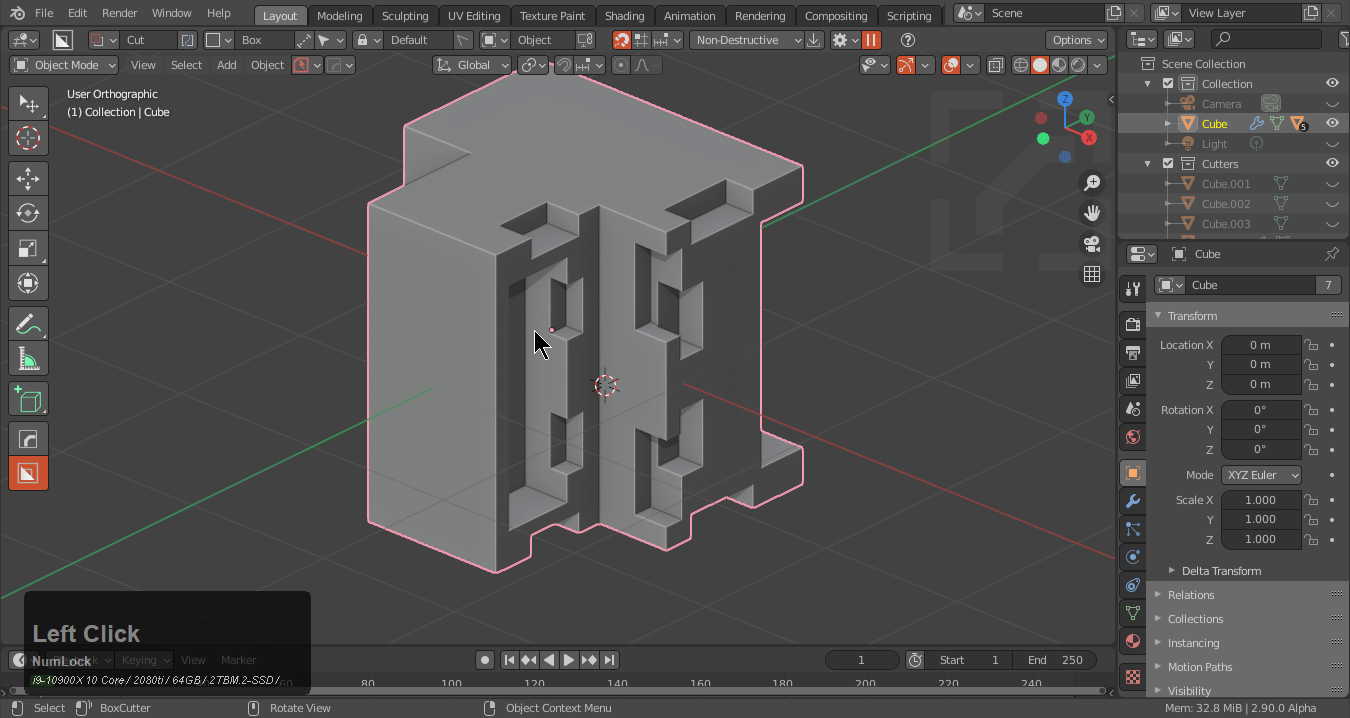 File Edit Render Window Help Layout Modeling Sculpting UV Editing Texture Paint Shading Animation Rendering Compositing Scripting Scene View Layer
Cut Box Default Object Non-Destructive Options
Object Mode View Select Add Object Global
User Orthographic
(1) Collection | Cube
Z
Y
X
Scene Collection
Collection
Camera
Cube 5
Light
Cutters
Cube.001
Cube.002
Cube.003
Cube
Cube 7
Transform
Location X 0 m
Y 0 m
Z 0 m
Rotation X 0°
Y 0°
Z 0°
Mode XYZ Euler
Scale X 1.000
Y 1.000
Z 1.000
Delta Transform
Relations
Collections
Instancing
Motion Paths
Visibility
Left Click
NumLock
i9-10900X 10 Core / 2080ti / 64GB / 2TBM.2-SSD /
Keying View Marker 1 Start 1 End 250
80 100 120 140 160 180 200 220 240
Select BoxCutter Rotate View Object Context Menu Mem: 32.8 MiB | 2.90.0 Alpha